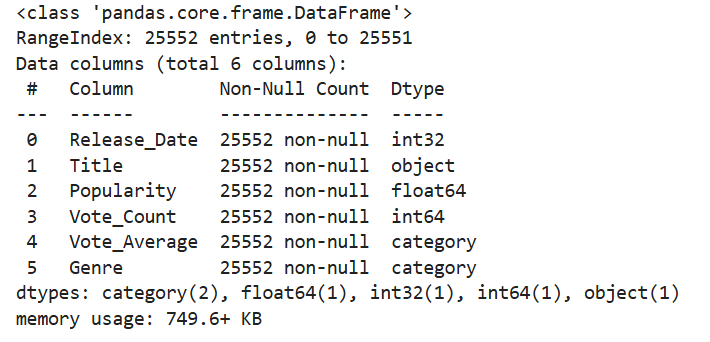 <class 'pandas.core.frame.DataFrame'>
RangeIndex: 25552 entries, 0 to 25551
Data columns (total 6 columns):
 #   Column        Non-Null Count  Dtype
---  ------        --------------  -----
 0   Release_Date  25552 non-null  int32
 1   Title         25552 non-null  object
 2   Popularity    25552 non-null  float64
 3   Vote_Count    25552 non-null  int64
 4   Vote_Average  25552 non-null  category
 5   Genre         25552 non-null  category
dtypes: category(2), float64(1), int32(1), int64(1), object(1)
memory usage: 749.6+ KB